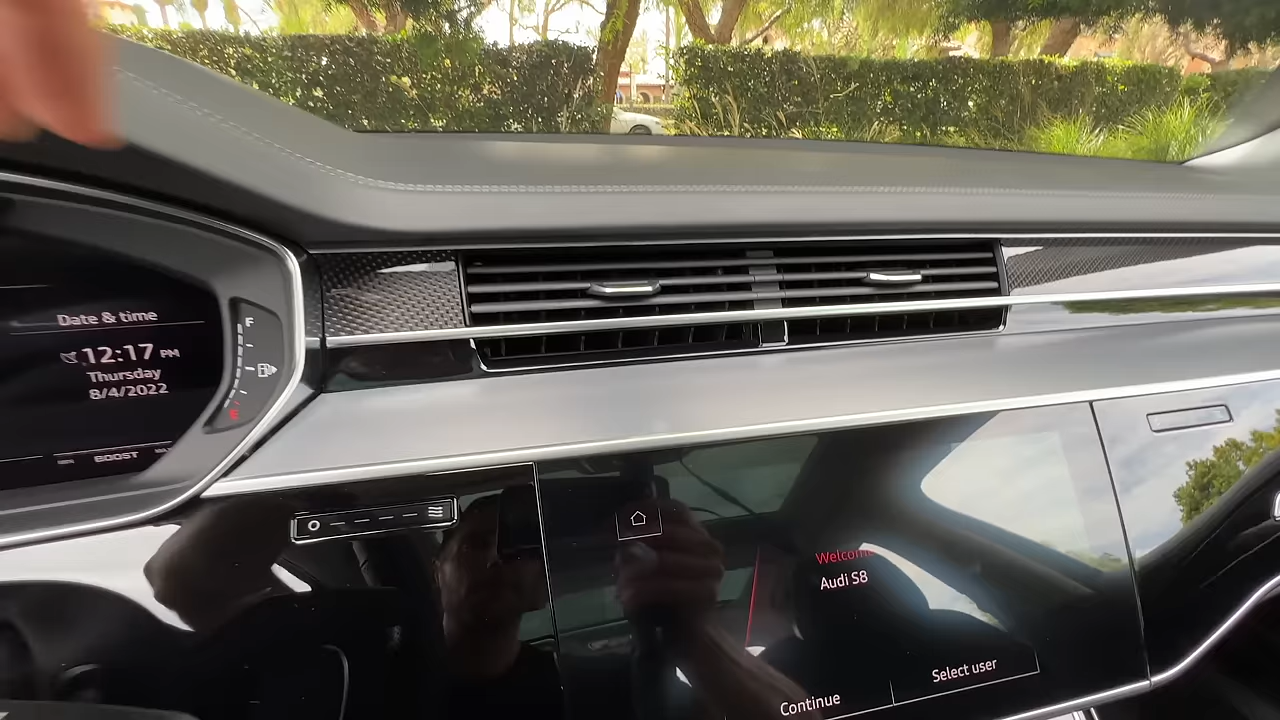 Date & time
12:17 PM
Thursday
8/4/2022
F
E
BOOST
Welcome
Audi S8
Continue
Select user